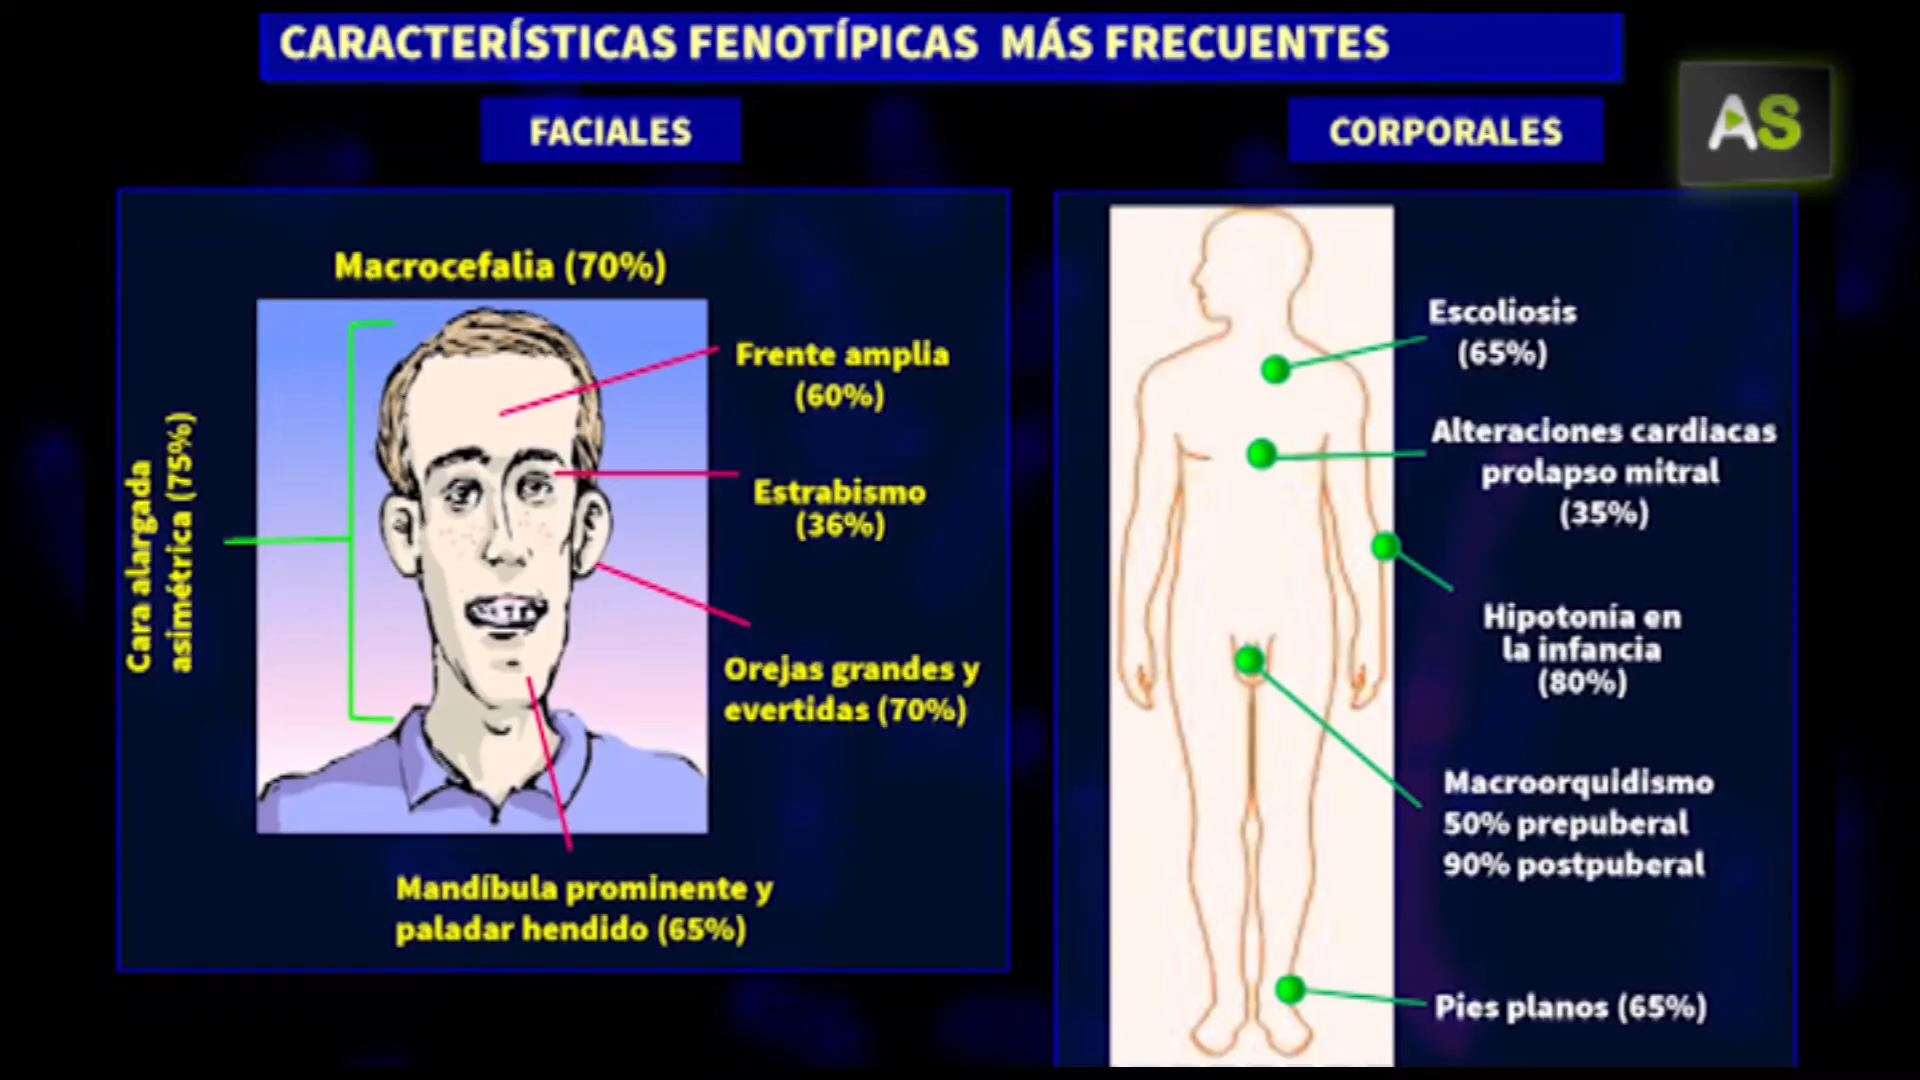 CARACTERÍSTICAS FENOTÍPICAS MÁS FRECUENTES
FACIALES
CORPORALES
AS
Macrocefalia (70%)
Cara alargada
asimétrica (75%)
Frente amplia
(60%)
Estrabismo
(36%)
Orejas grandes y
evertidas (70%)
Mandíbula prominente y
paladar hendido (65%)
Escoliosis
(65%)
Alteraciones cardiacas
prolapso mitral
(35%)
Hipotonía en
la infancia
(80%)
Macroorquidismo
50% prepuberal
90% postpuberal
Pies planos (65%)